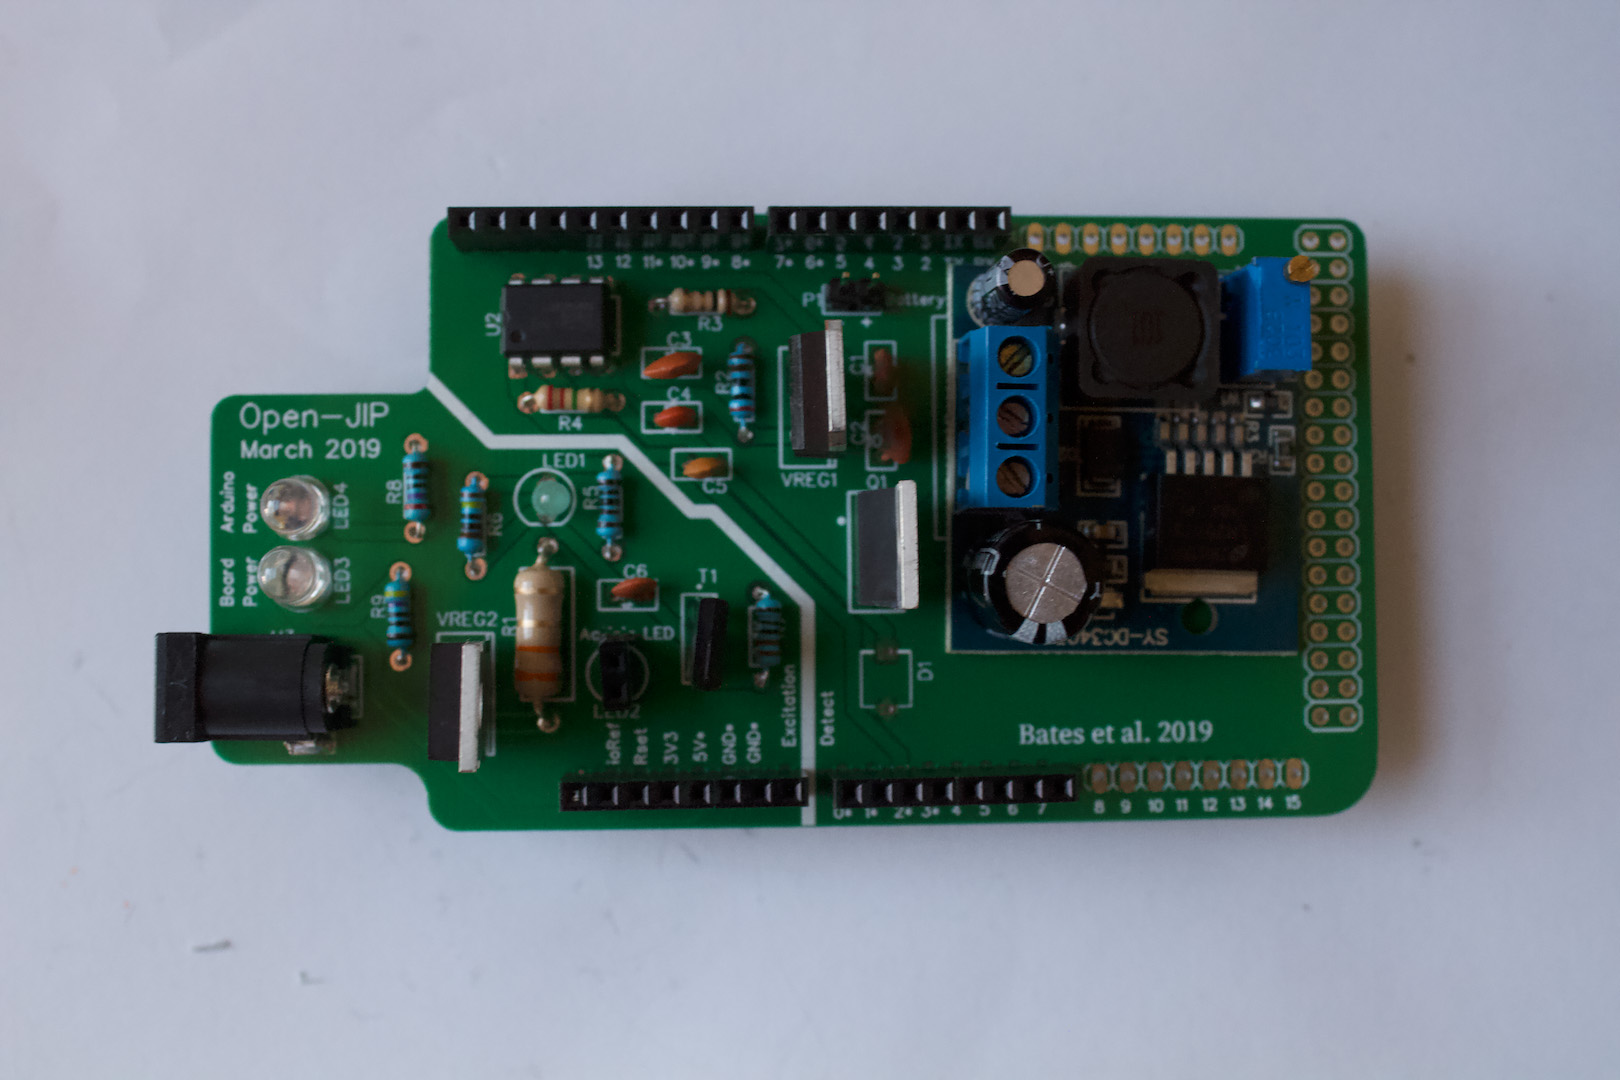 13 12 11* 10* 9* 8*
7* 6* 5 4 3 2
U2
R3
P1
Battery
+
C3
C1
R2
C4
R4
C2
VREG1
Open-JIP
March 2019
LED1
C5
Q1
R8
R6
R5
Arduino
Power
LED4
Board
Power
LED3
R9
C6
T1
VREG2
R1
LED
LED2
D1
SY-DC340
ioRef
Rset
3V3
5V*
GND*
GND*
Excitation
Detect
Bates et al. 2019
0* 1* 2* 3* 4 5 6 7
8 9 10 11 12 13 14 15